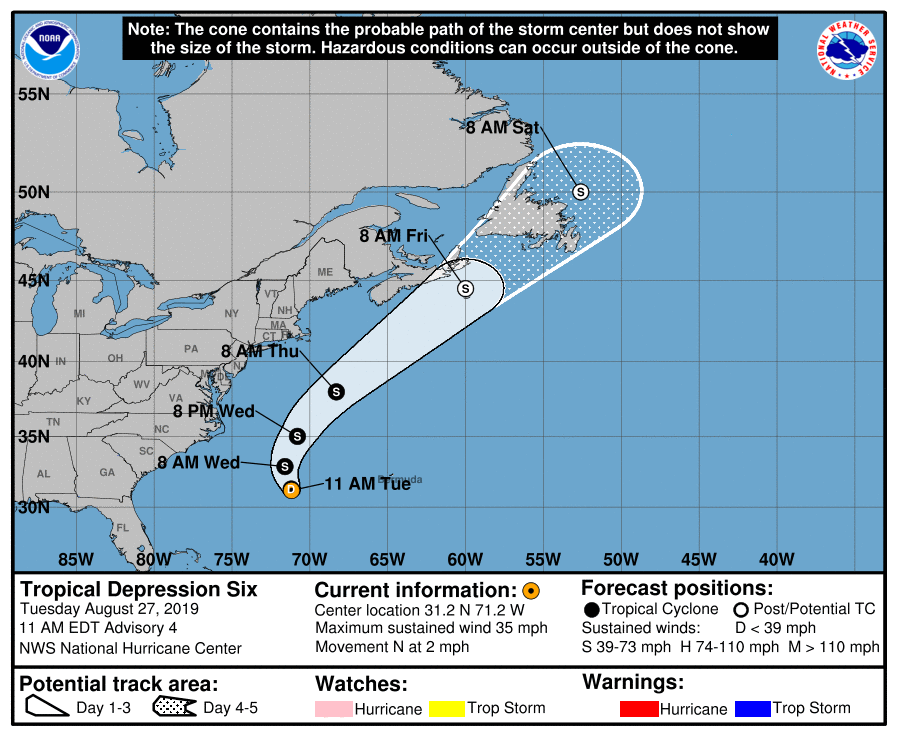 Note: The cone contains the probable path of the storm center but does not show
the size of the storm. Hazardous conditions can occur outside of the cone.
NOAA
NATIONAL WEATHER SERVICE
55N
8 AM Sat
S
50N
8 AM Fri
ME
45N
S
VT
NH
MI
NY
MA
CT
RI
8 AM Thu
40N
IN
OH
PA
NJ
MD
DE
WV
S
KY
VA
8 PM Wed
TN
NC
35N
S
SC
8 AM Wed
S
AL
GA
11 AM Tue
Bermuda
30N
FL
85W 80W 75W 70W 65W 60W 55W 50W 45W 40W
Tropical Depression Six
Tuesday August 27, 2019
11 AM EDT Advisory 4
NWS National Hurricane Center
Current information:
Center location 31.2 N 71.2 W
Maximum sustained wind 35 mph
Movement N at 2 mph
Forecast positions:
Tropical Cyclone Post/Potential TC
Sustained winds: D < 39 mph
S 39-73 mph H 74-110 mph M > 110 mph
Potential track area:
Day 1-3 Day 4-5
Watches:
Hurricane Trop Storm
Warnings:
Hurricane Trop Storm